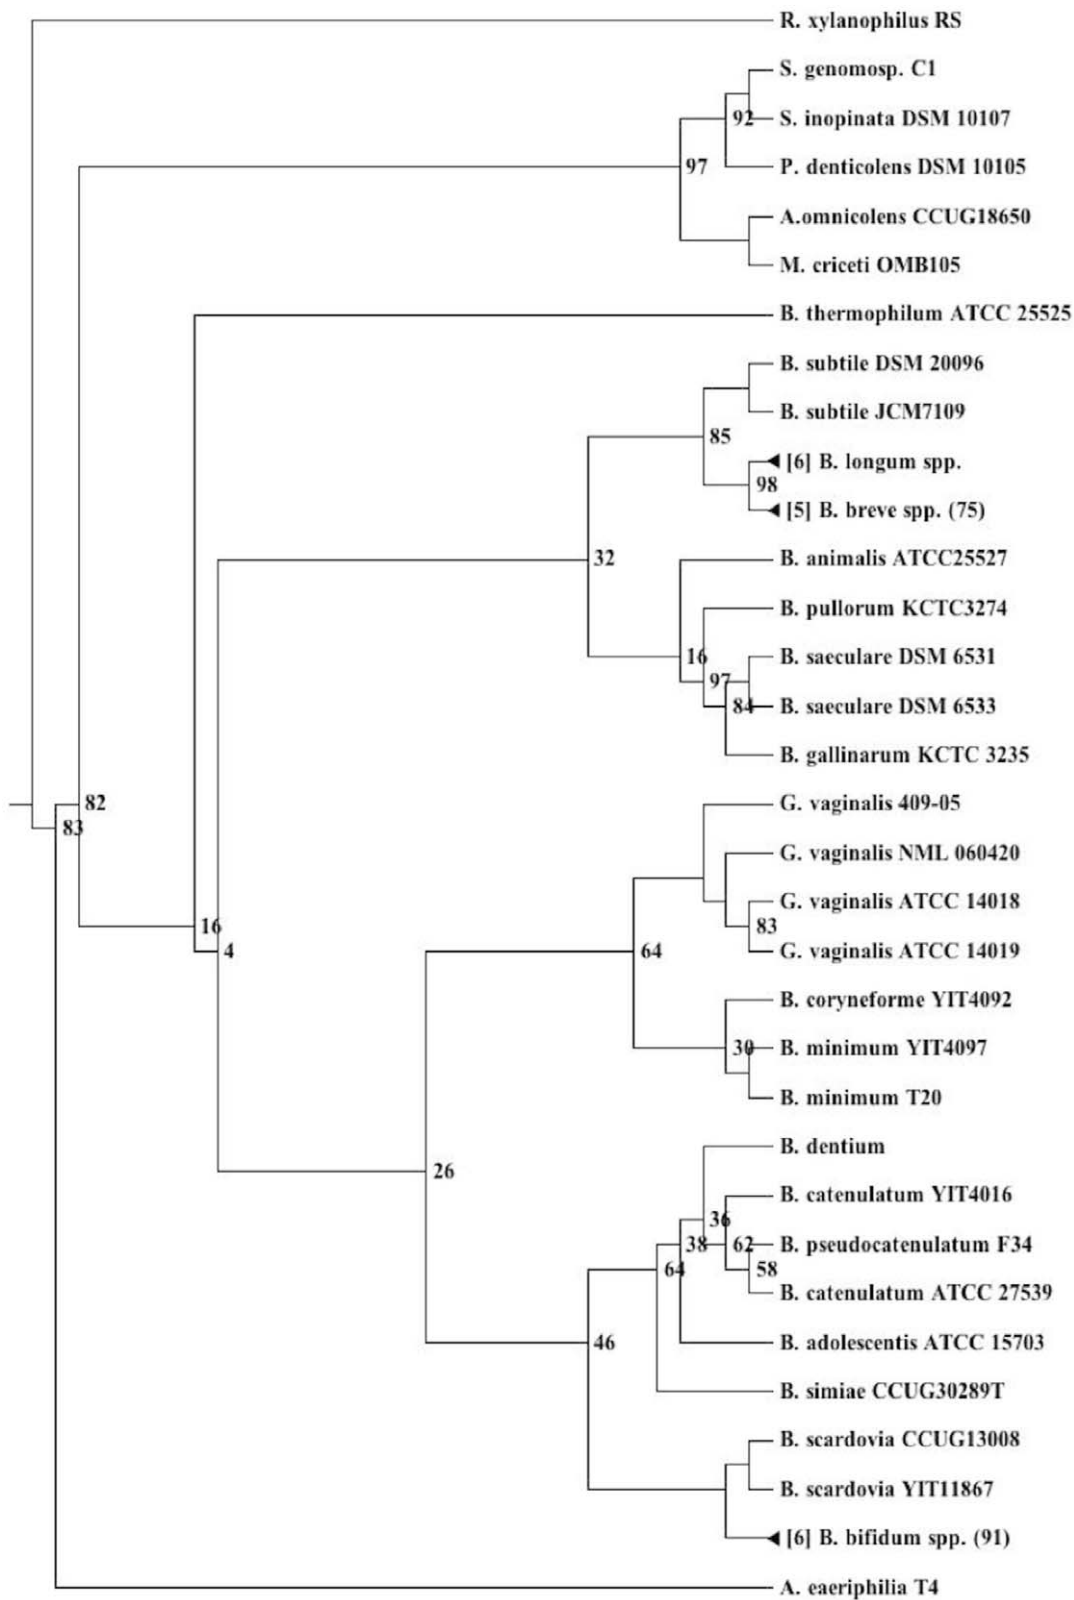 R. xylanophilus RS
S. genomosp. C1
92 S. inopinata DSM 10107
97 P. denticolens DSM 10105
A.omnicolens CCUG18650
M. criceti OMB105
B. thermophilum ATCC 25525
B. subtile DSM 20096
B. subtile JCM7109
85
[6] B. longum spp.
98
[5] B. breve spp. (75)
32 B. animalis ATCC25527
B. pullorum KCTC3274
16 B. saeculare DSM 6531
97
84 B. saeculare DSM 6533
B. gallinarum KCTC 3235
82 G. vaginalis 409-05
83
G. vaginalis NML 060420
G. vaginalis ATCC 14018
16 83
4 64 G. vaginalis ATCC 14019
B. coryneforme YIT4092
30 B. minimum YIT4097
B. minimum T20
B. dentium
26
B. catenulatum YIT4016
36
38 62 B. pseudocatenulatum F34
64 58
B. catenulatum ATCC 27539
46 B. adolescentis ATCC 15703
B. simiae CCUG30289T
B. scardovia CCUG13008
B. scardovia YIT11867
[6] B. bifidum spp. (91)
A. eaeriphilia T4